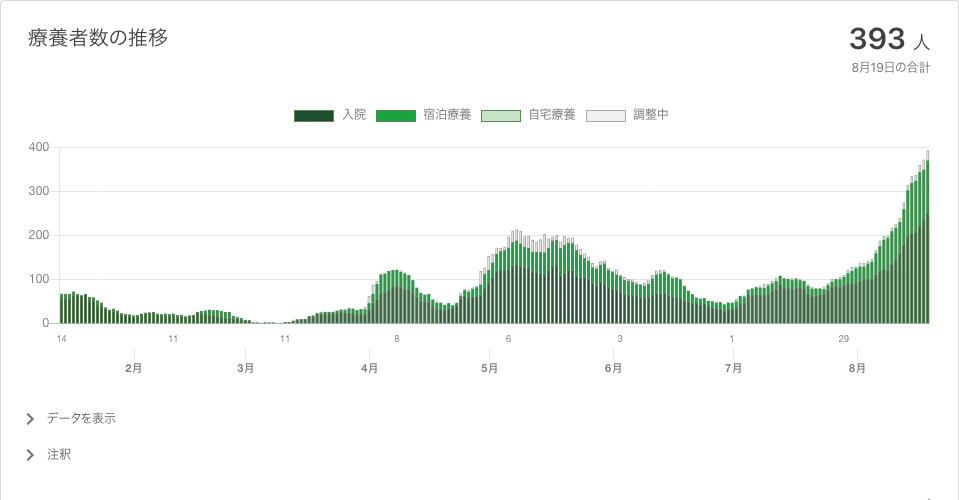 療養者数の推移
393 人
8月19日の合計
入院 宿泊療養 自宅療養 調整中
400
300
200
100
0
14 11 11 8 6 3 1 29
2月 3月 4月 5月 6月 7月 8月
データを表示
注釈